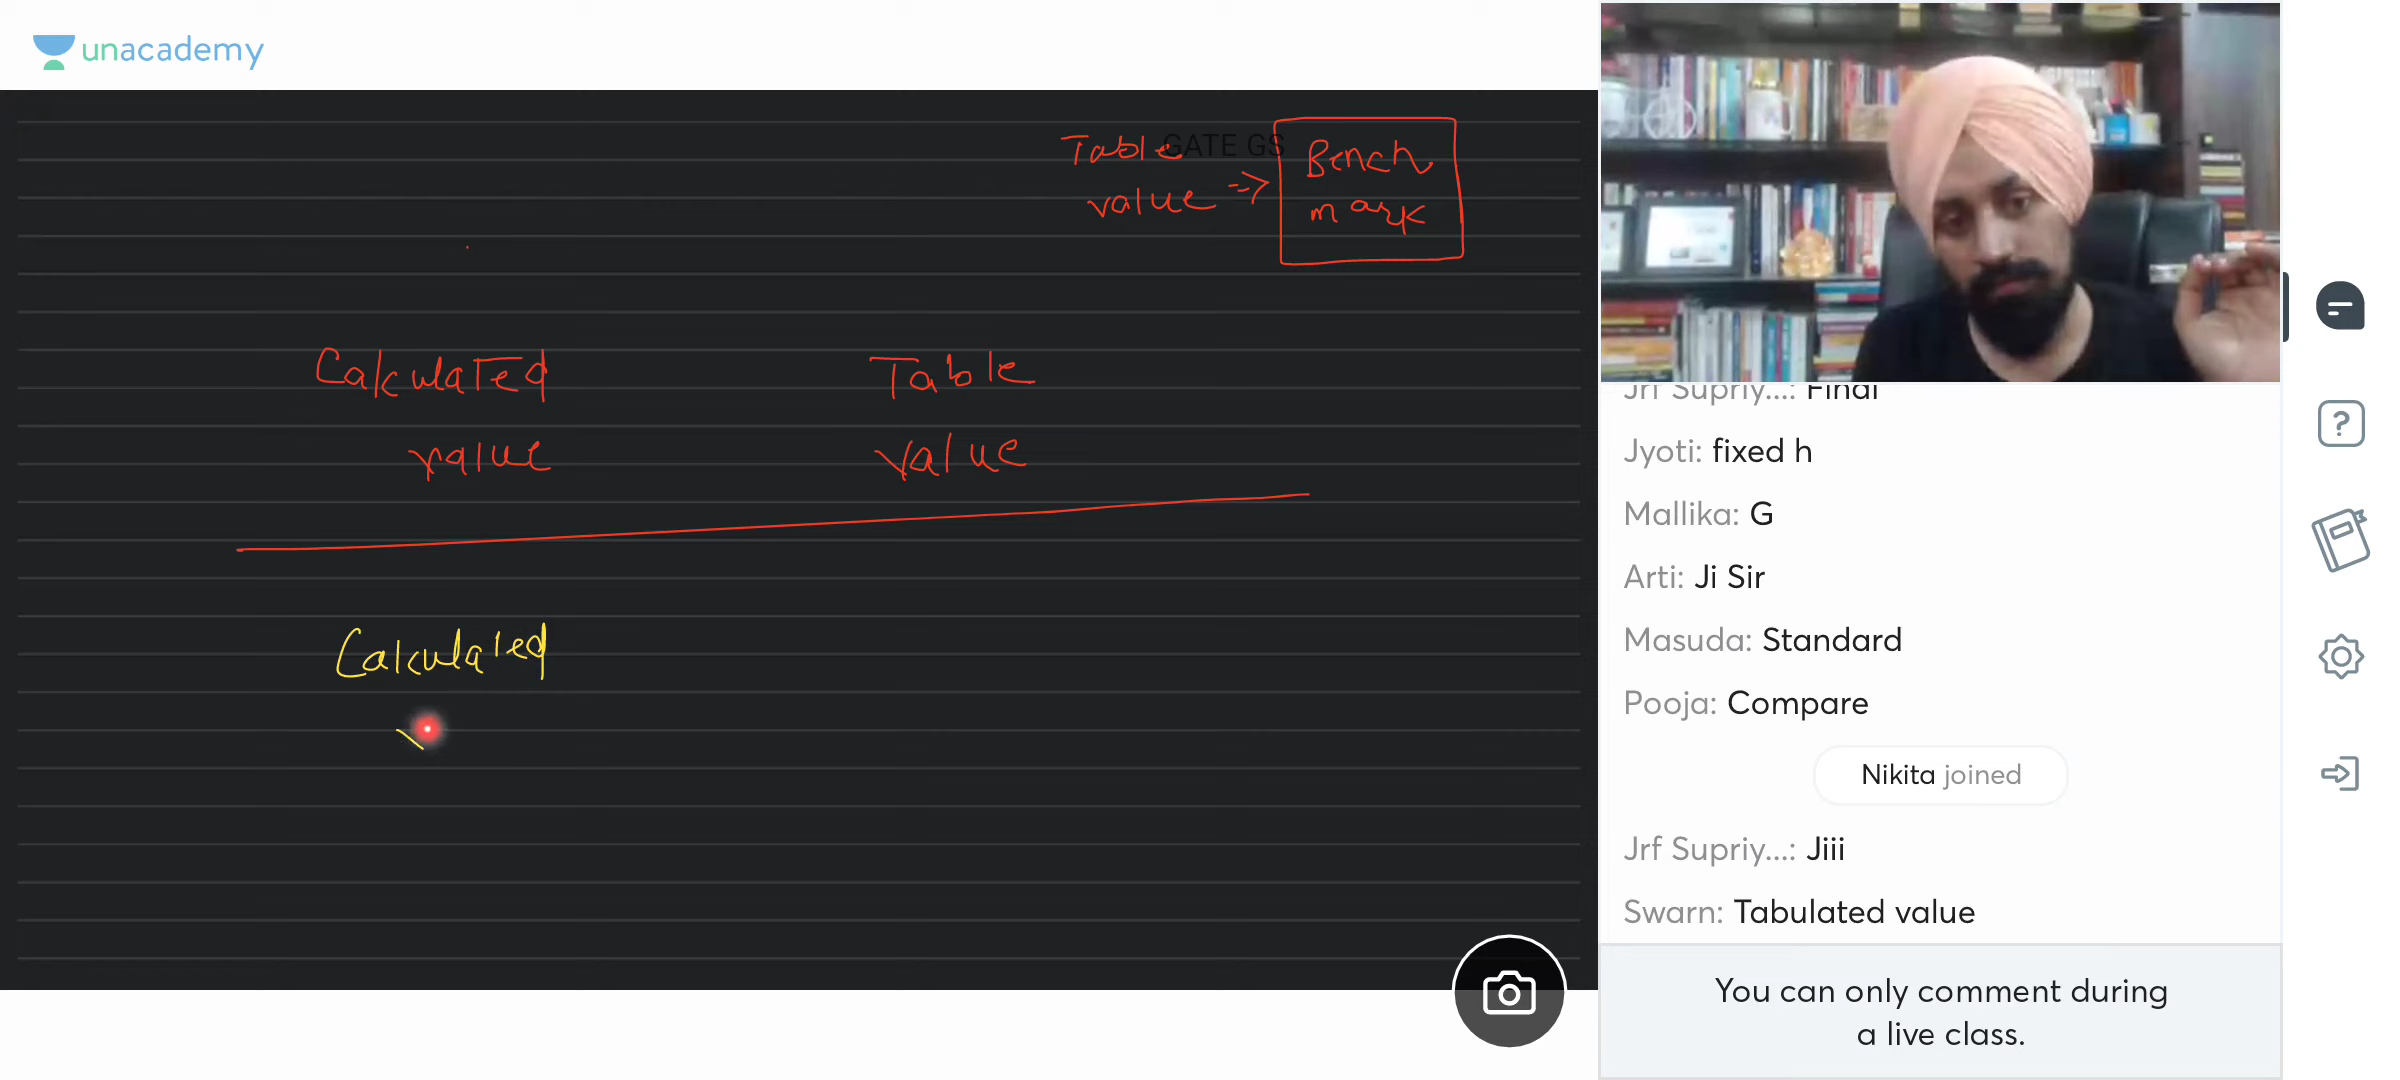 unacademy
GATE GS
Table
value =>
Bench
mark
Calculated
value
Table
value
Calculated
Jrf Supriy...: Final
Jyoti: fixed h
Mallika: G
Arti: Ji Sir
Masuda: Standard
Pooja: Compare
Nikita joined
Jrf Supriy...: Jiii
Swarn: Tabulated value
You can only comment during
a live class.